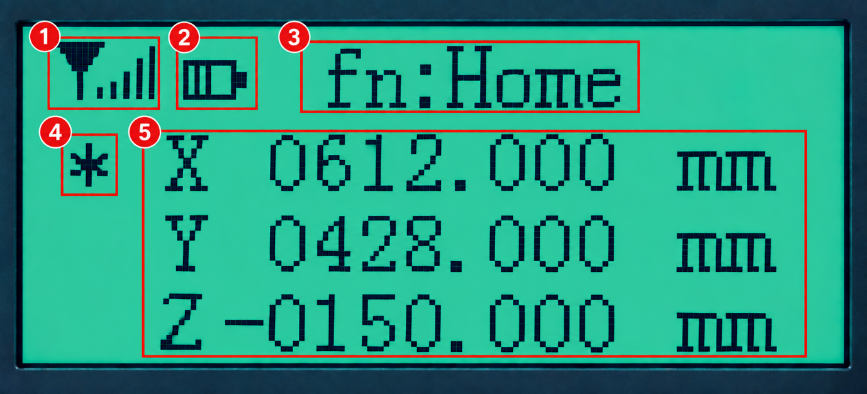 1 2 3
fn:Home
4 5
* X 0612.000 mm
Y 0428.000 mm
Z -0150.000 mm